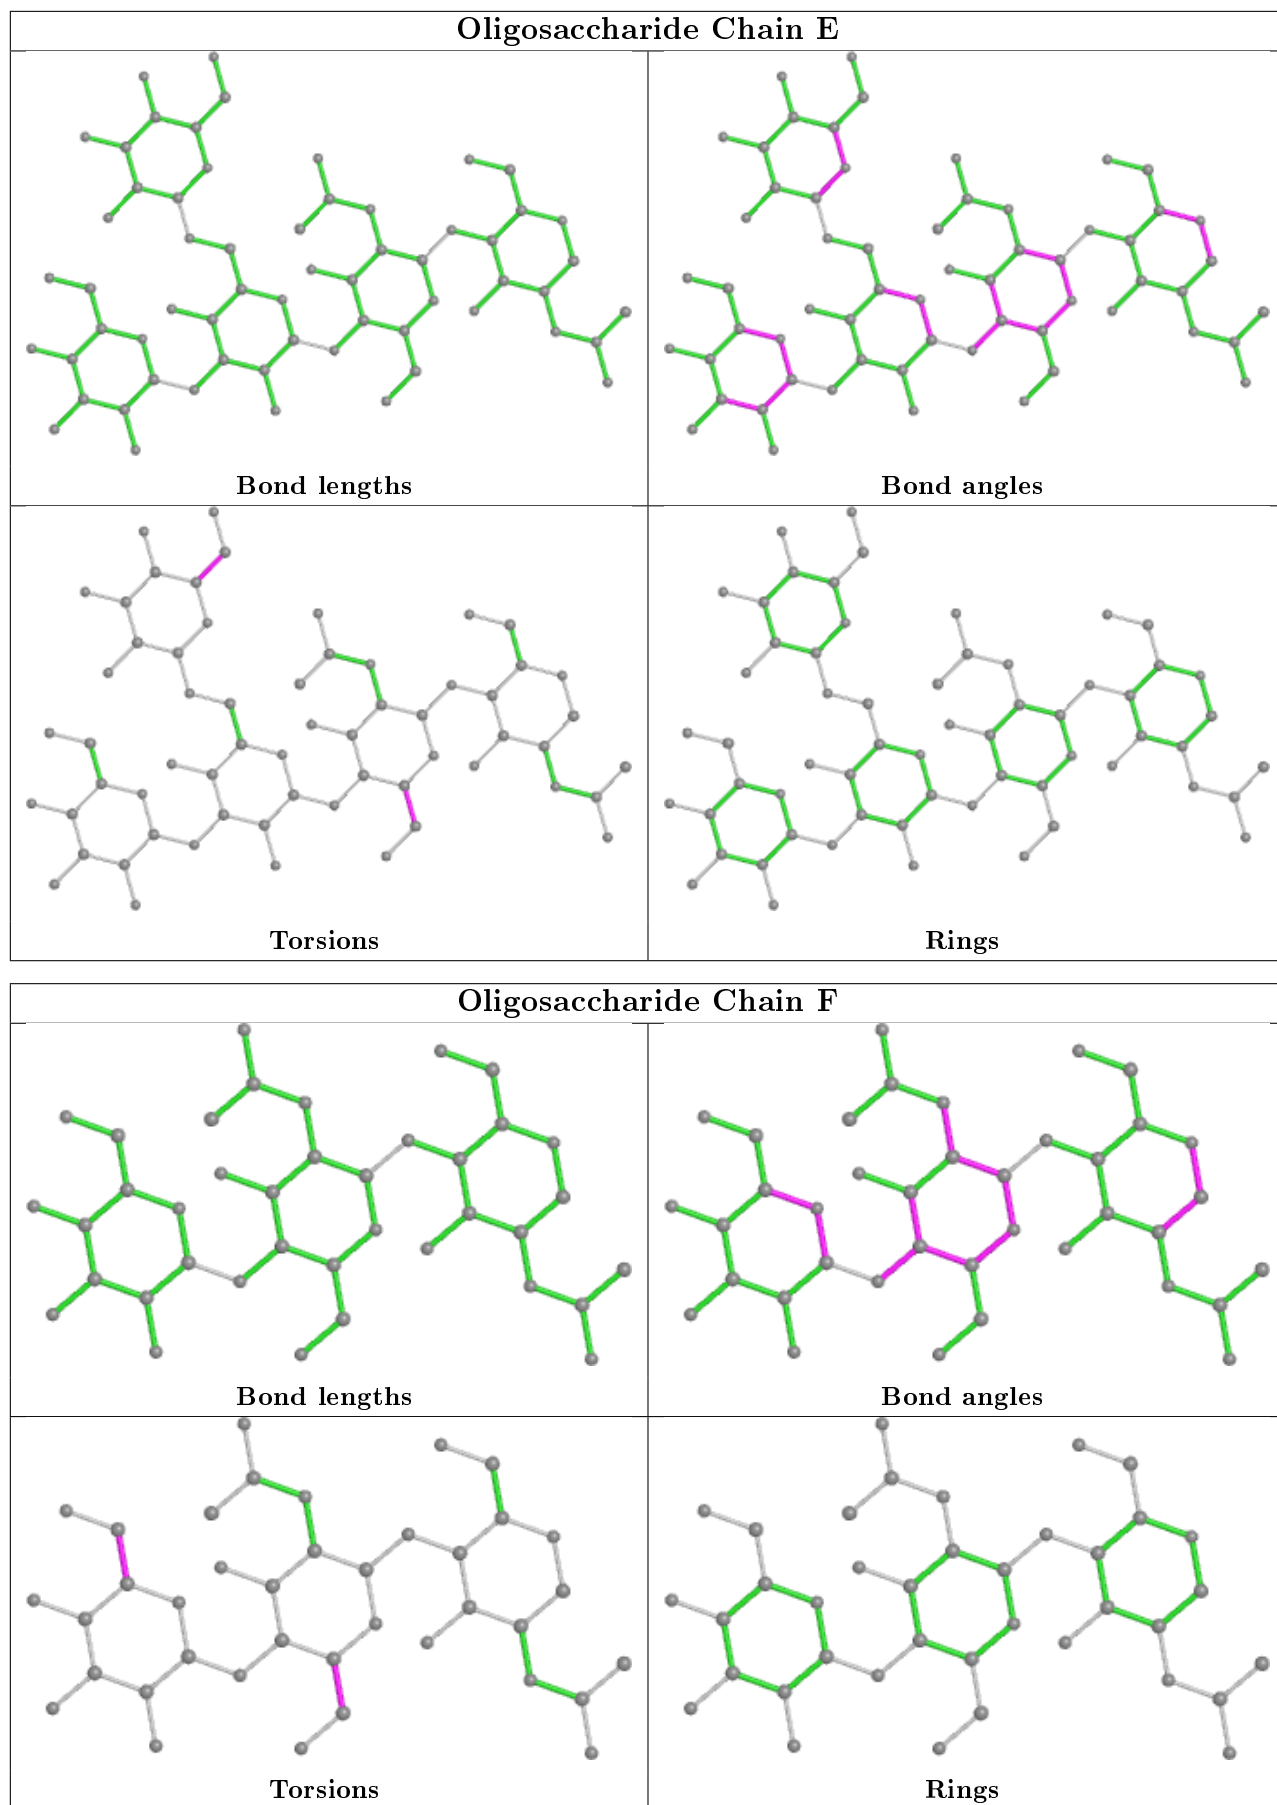 Oligosaccharide Chain E
Bond lengths
Bond angles
Torsions
Rings
Oligosaccharide Chain F
Bond lengths
Bond angles
Torsions
Rings